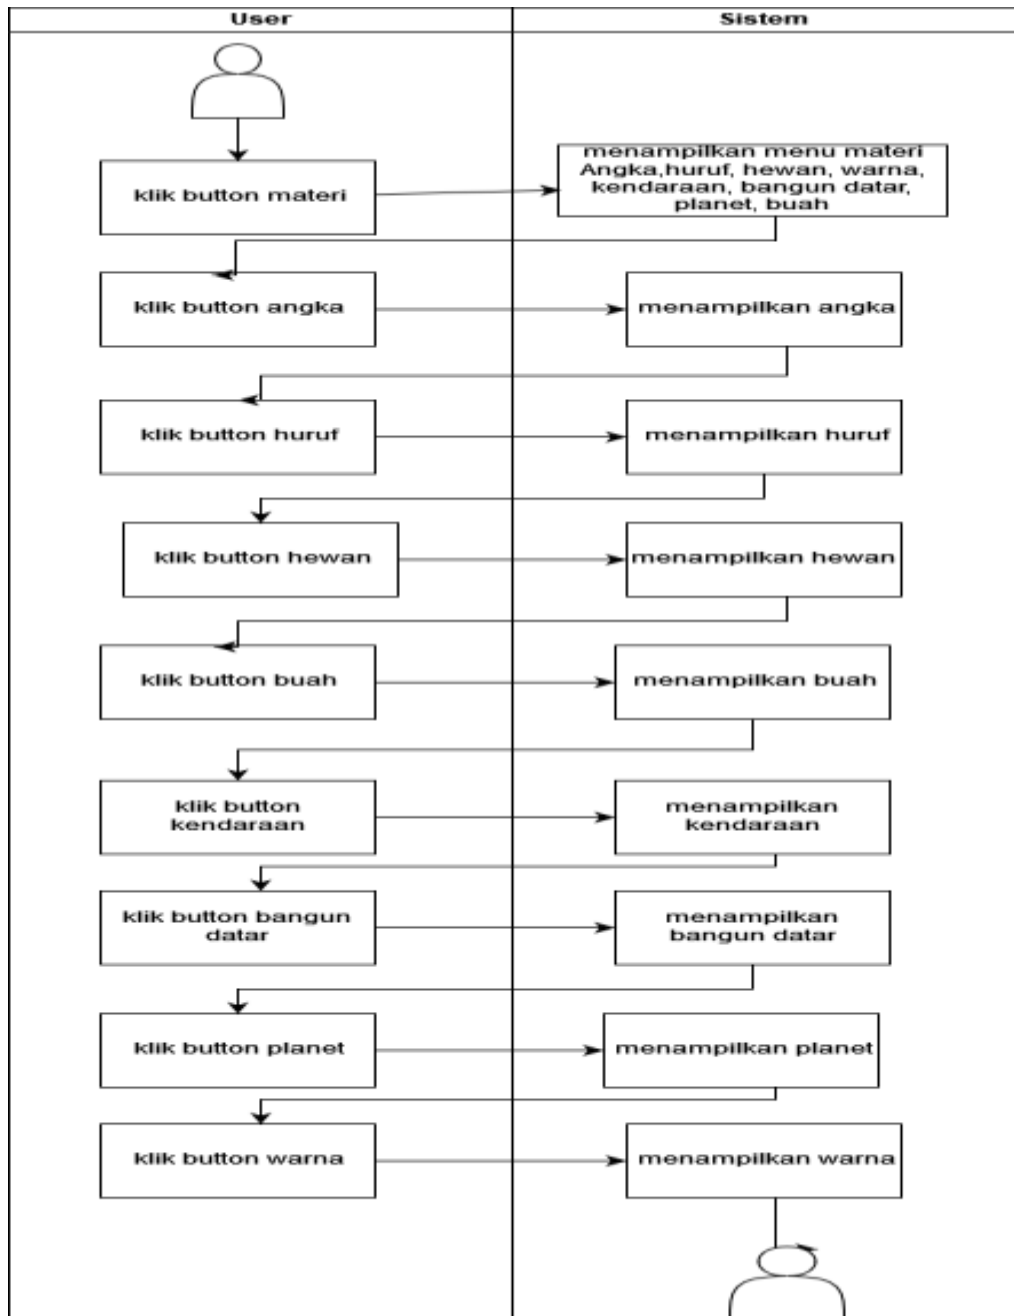 User
Sistem
klik button materi
menampilkan menu materi
Angka,huruf, hewan, warna,
kendaraan, bangun datar,
planet, buah
klik button angka
menampilkan angka
klik button huruf
menampilkan huruf
klik button hewan
menampilkan hewan
klik button buah
menampilkan buah
klik button
kendaraan
menampilkan
kendaraan
klik button bangun
datar
menampilkan
bangun datar
klik button planet
menampilkan planet
klik button warna
menampilkan warna